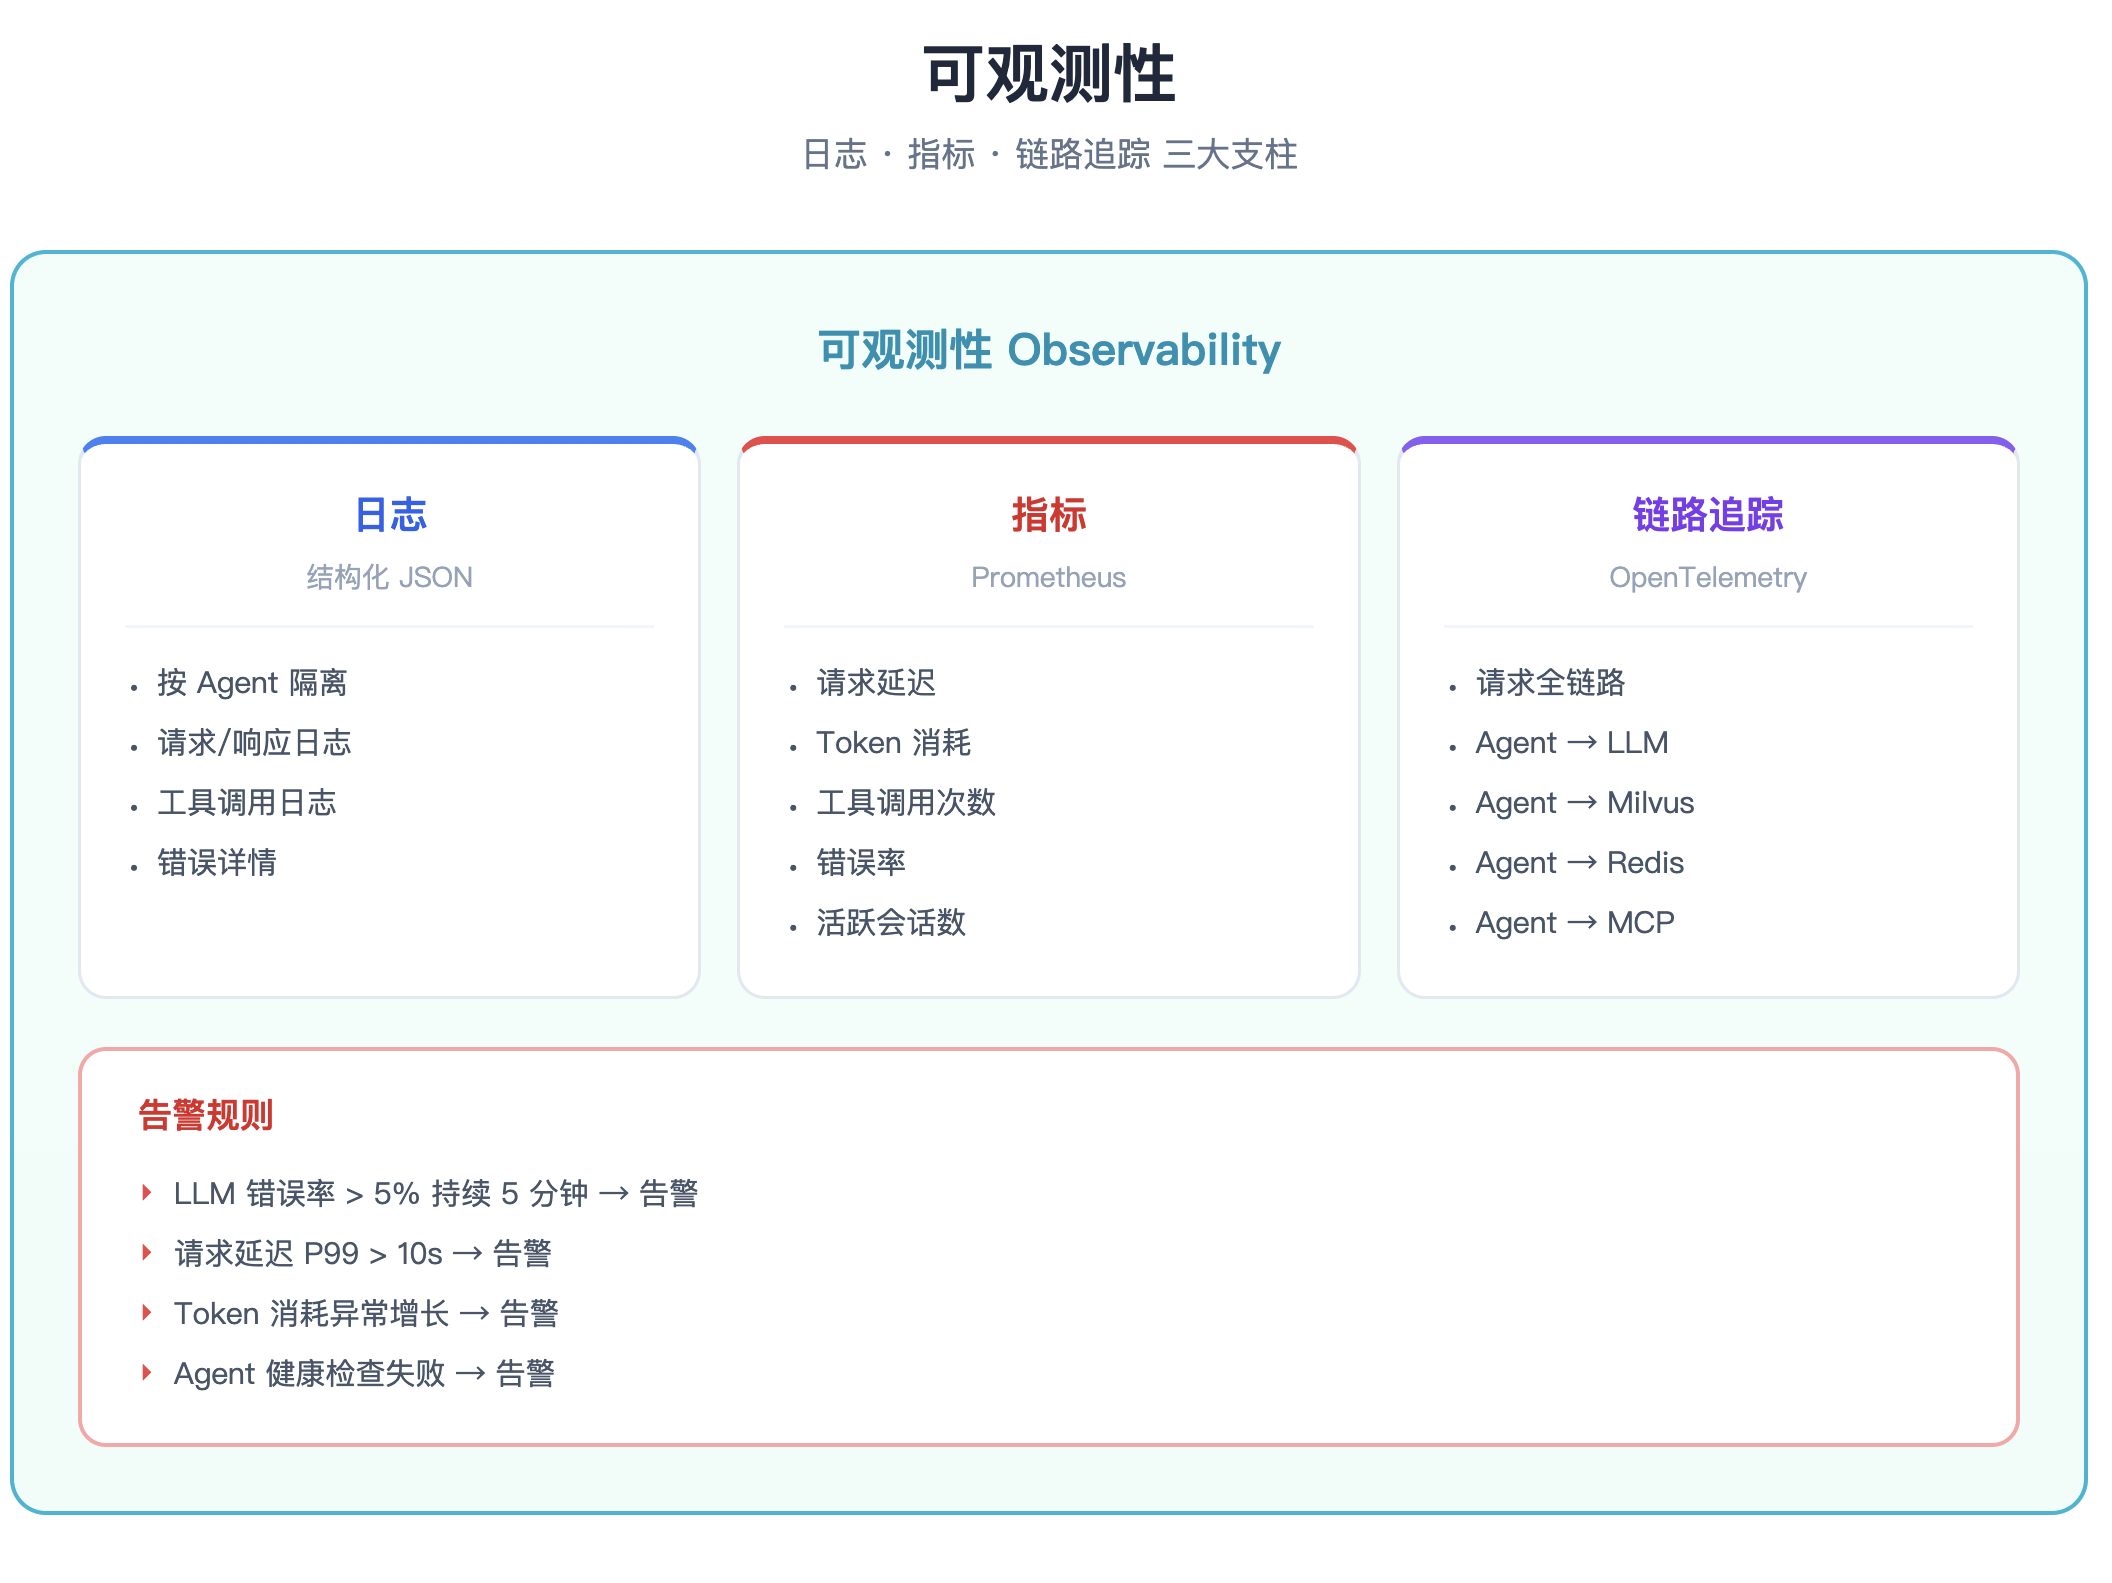 可观测性
日志 · 指标 · 链路追踪 三大支柱
可观测性 Observability
日志
结构化 JSON
• 按 Agent 隔离
• 请求/响应日志
• 工具调用日志
• 错误详情
指标
Prometheus
• 请求延迟
• Token 消耗
• 工具调用次数
• 错误率
• 活跃会话数
链路追踪
OpenTelemetry
• 请求全链路
• Agent → LLM
• Agent → Milvus
• Agent → Redis
• Agent → MCP
告警规则
LLM 错误率 > 5% 持续 5 分钟 → 告警
请求延迟 P99 > 10s → 告警
Token 消耗异常增长 → 告警
Agent 健康检查失败 → 告警